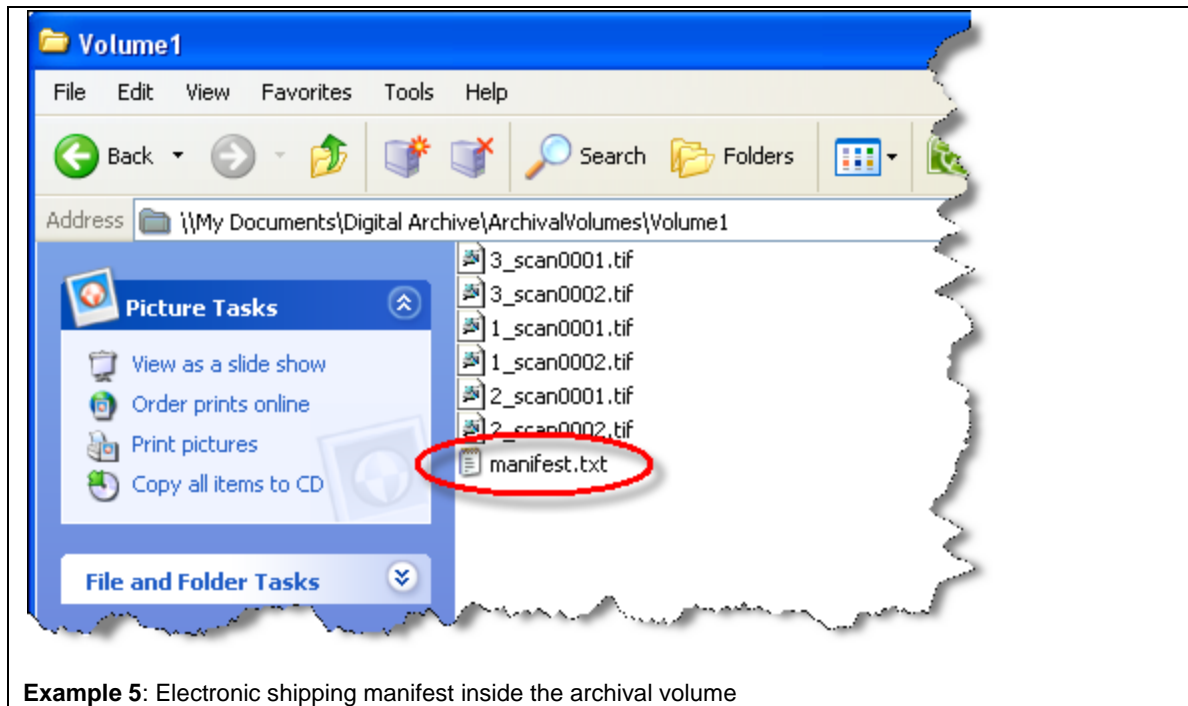 Volume1
File Edit View Favorites Tools Help
Back Search Folders
Address \\My Documents\Digital Archive\ArchivalVolumes\Volume1
Picture Tasks
View as a slide show
Order prints online
Print pictures
Copy all items to CD
File and Folder Tasks
3_scan0001.tif
3_scan0002.tif
1_scan0001.tif
1_scan0002.tif
2_scan0001.tif
2_scan0002.tif
manifest.txt
Example 5: Electronic shipping manifest inside the archival volume